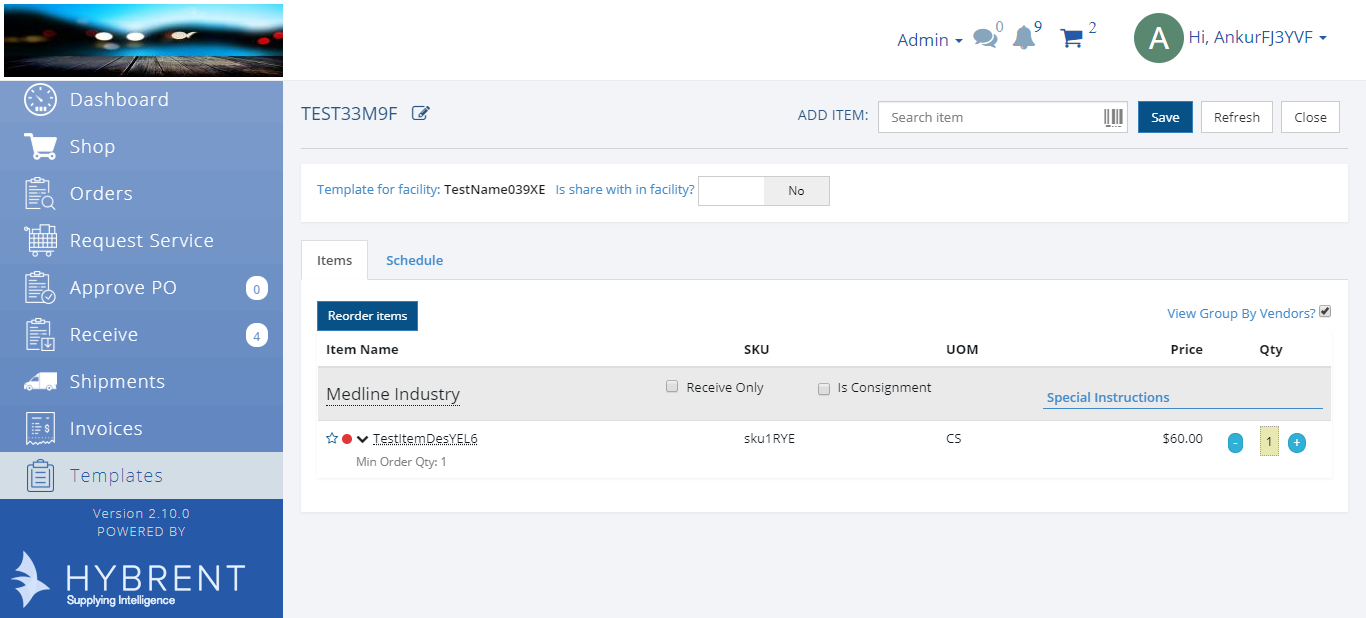 Admin
0
9
2
A
Hi, AnkurFJ3YVF
Dashboard
Shop
Orders
Request Service
Approve PO 0
Receive 4
Shipments
Invoices
Templates
Version 2.10.0
POWERED BY
HYBRENT
Supplying Intelligence
TEST33M9F
ADD ITEM: Search item Save Refresh Close
Template for facility: TestName039XE Is share with in facility? No
Items Schedule
Reorder items View Group By Vendors?
Item Name SKU UOM Price Qty
Medline Industry Receive Only Is Consignment Special Instructions
TestItemDesYEL6 sku1RYE CS $60.00 - 1 +
Min Order Qty: 1